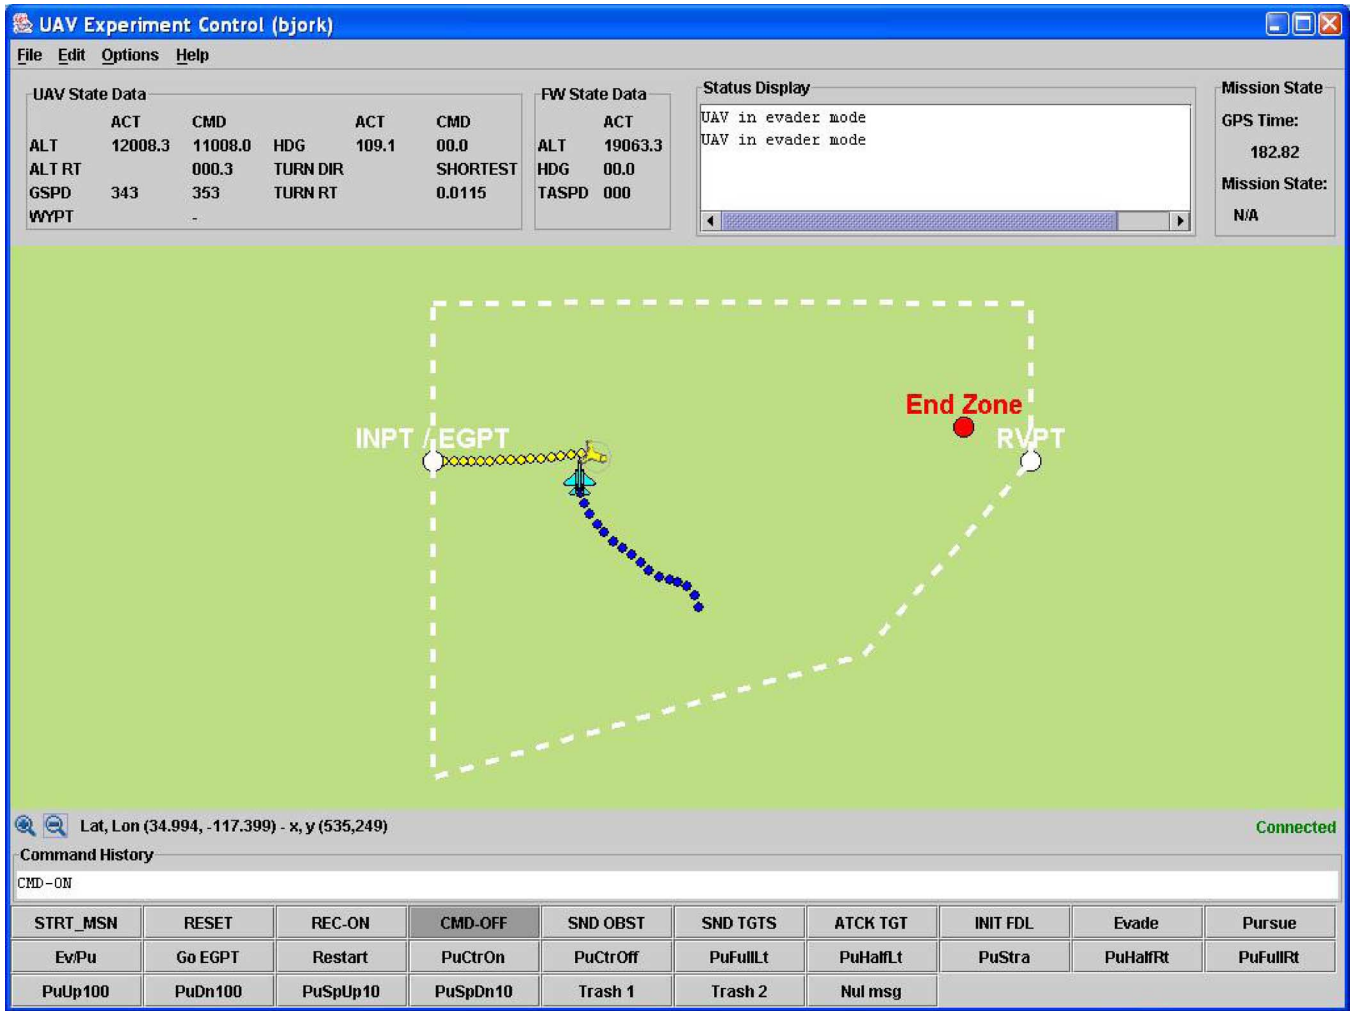 UAV Experiment Control (bjork)
File Edit Options Help
UAV State Data
ACT CMD ACT CMD
ALT 12008.3 11008.0 HDG 109.1 00.0
ALT RT 000.3 TURN DIR SHORTEST
GSPD 343 353 TURN RT 0.0115
WYPT -
FW State Data
ACT
ALT 19063.3
HDG 00.0
TASPD 000
Status Display
UAV in evader mode
UAV in evader mode
Mission State
GPS Time:
182.82
Mission State:
N/A
End Zone
INPT / EGPT
RVPT
Lat, Lon (34.994, -117.399) - x, y (535,249)
Connected
Command History
CMD-ON
STRT_MSN RESET REC-ON CMD-OFF SND OBST SND TGTS ATCK TGT INIT FDL Evade Pursue
Ev/Pu Go EGPT Restart PuCtrOn PuCtrOff PuFullLt PuHalfLt PuStra PuHalfRt PuFullRt
PuUp100 PuDn100 PuSpUp10 PuSpDn10 Trash 1 Trash 2 Nul msg